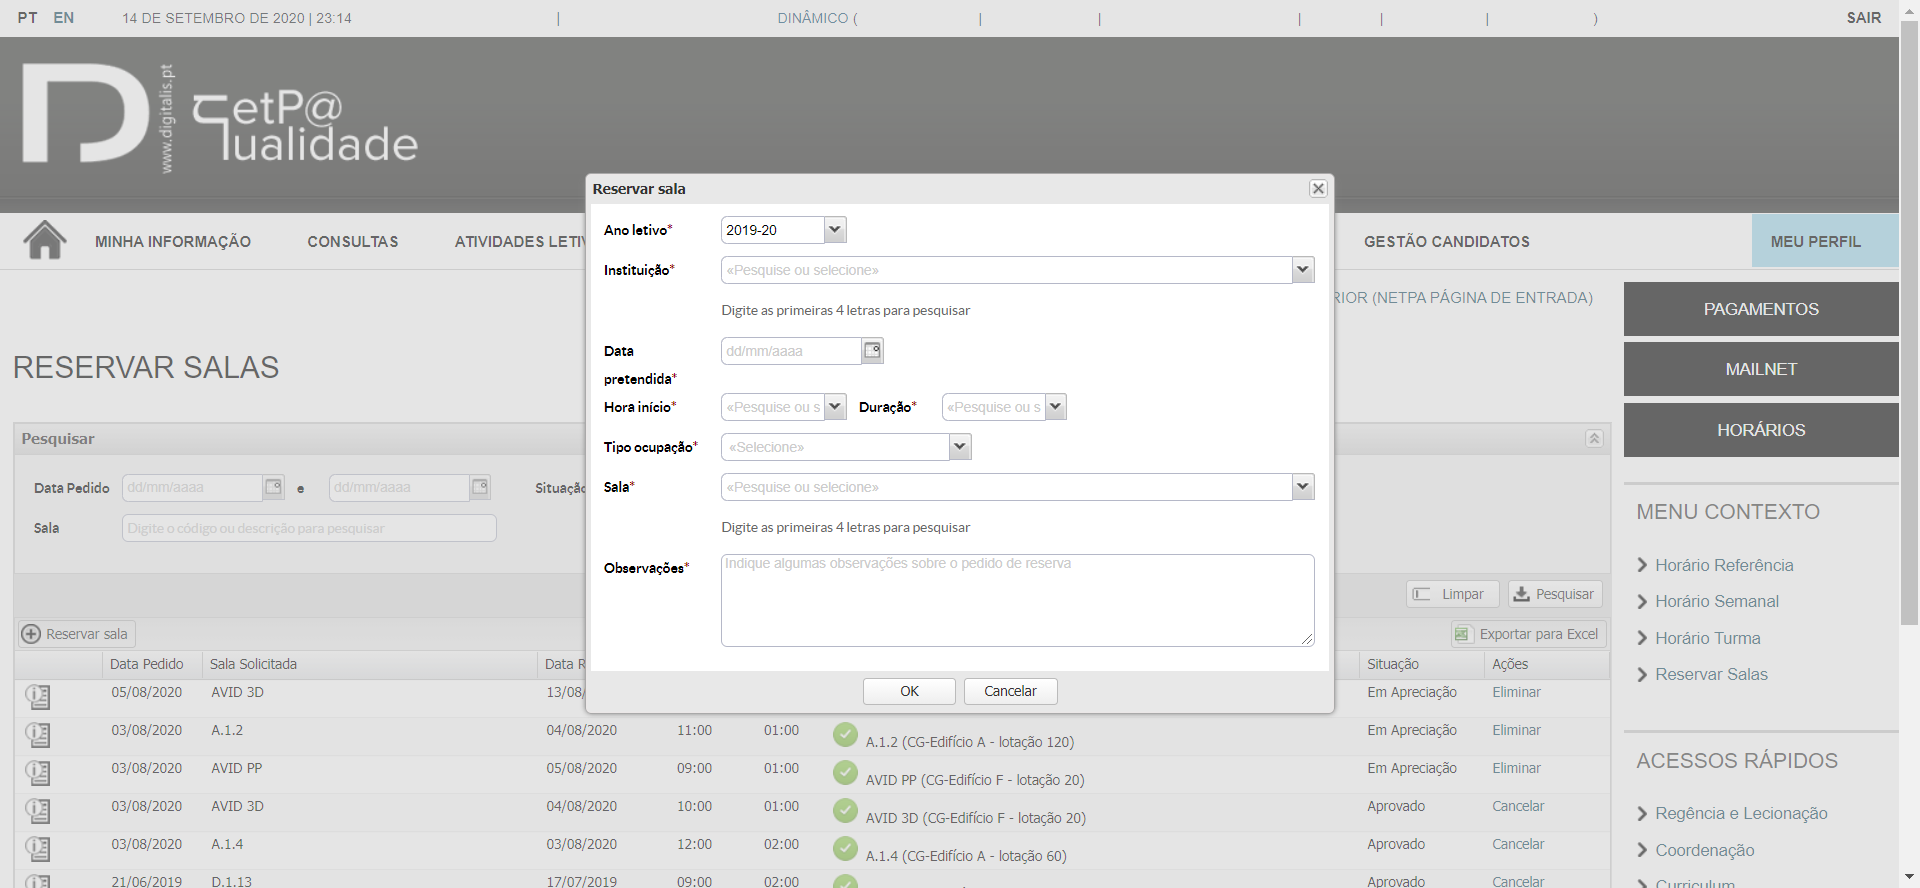 PT EN 14 DE SETEMBRO DE 2020 | 23:14 | DINÂMICO ( | | | | | ) SAIR
www.digitalis.pt
etP@
ualidade
MINHA INFORMAÇÃO CONSULTAS ATIVIDADES LETIV GESTÃO CANDIDATOS MEU PERFIL
RIOR (NETPA PÁGINA DE ENTRADA)
RESERVAR SALAS
Pesquisar
Data Pedido dd/mm/aaaa e dd/mm/aaaa Situação
Sala Digite o código ou descrição para pesquisar
Limpar Pesquisar
Reservar sala Exportar para Excel
Data Pedido Sala Solicitada Data R Situação Ações
05/08/2020 AVID 3D 13/08/ Em Apreciação Eliminar
03/08/2020 A.1.2 04/08/2020 11:00 01:00 A.1.2 (CG-Edifício A - lotação 120) Em Apreciação Eliminar
03/08/2020 AVID PP 05/08/2020 09:00 01:00 AVID PP (CG-Edifício F - lotação 20) Em Apreciação Eliminar
03/08/2020 AVID 3D 04/08/2020 10:00 01:00 AVID 3D (CG-Edifício F - lotação 20) Aprovado Cancelar
03/08/2020 A.1.4 03/08/2020 12:00 02:00 A.1.4 (CG-Edifício A - lotação 60) Aprovado Cancelar
21/06/2019 D.1.13 17/07/2019 09:00 02:00 Aprovado Cancelar
Reservar sala
Ano letivo* 2019-20
Instituição* «Pesquise ou selecione»
Digite as primeiras 4 letras para pesquisar
Data dd/mm/aaaa
pretendida*
Hora início* «Pesquise ou s Duração* «Pesquise ou s
Tipo ocupação* «Selecione»
Sala* «Pesquise ou selecione»
Digite as primeiras 4 letras para pesquisar
Observações* Indique algumas observações sobre o pedido de reserva
OK Cancelar
PAGAMENTOS
MAILNET
HORÁRIOS
MENU CONTEXTO
Horário Referência
Horário Semanal
Horário Turma
Reservar Salas
ACESSOS RÁPIDOS
Regência e Lecionação
Coordenação
Curriculum